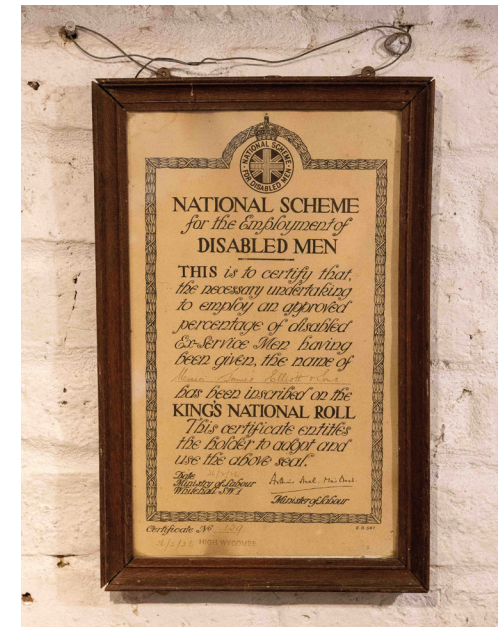 NATIONAL SCHEME
FOR DISABLED MEN
NATIONAL SCHEME
for the Employment of
DISABLED MEN
THIS is to certify that,
the necessary undertaking
to employ an approved
percentage of disabled
Ex-Service Men having
been given, the name of
James Elliott & Sons
has been inscribed on the
KING'S NATIONAL ROLL
This certificate entitles
the holder to adopt and
use the above seal.
Date
Ministry of Labour
Whitehall S.W.1
Minister of Labour
Certificate No
HIGH WYCOMBE